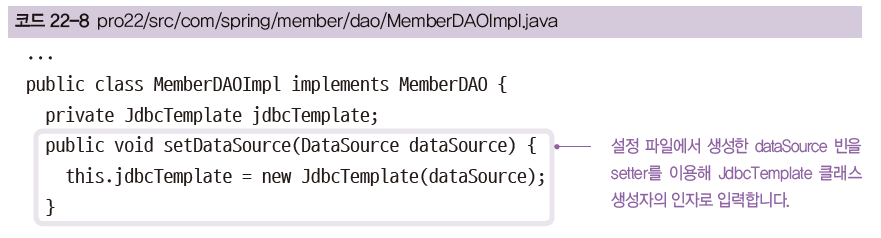 코드 22-8 pro22/src/com/spring/member/dao/MemberDAOImpl.java
...
public class MemberDAOImpl implements MemberDAO {
private JdbcTemplate jdbcTemplate;
public void setDataSource(DataSource dataSource) {
this.jdbcTemplate = new JdbcTemplate(dataSource);
}
설정 파일에서 생성한 dataSource 빈을
setter를 이용해 JdbcTemplate 클래스
생성자의 인자로 입력합니다.